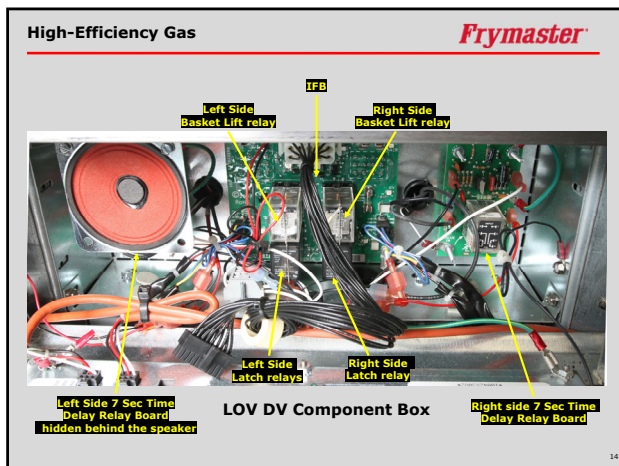 High-Efficiency Gas
Frymaster
IFB
Left Side
Basket Lift relay
Right Side
Basket Lift relay
Left Side
Latch relays
Right Side
Latch relay
Left Side 7 Sec Time
Delay Relay Board
hidden behind the speaker
LOV DV Component Box
Right side 7 Sec Time
Delay Relay Board
14